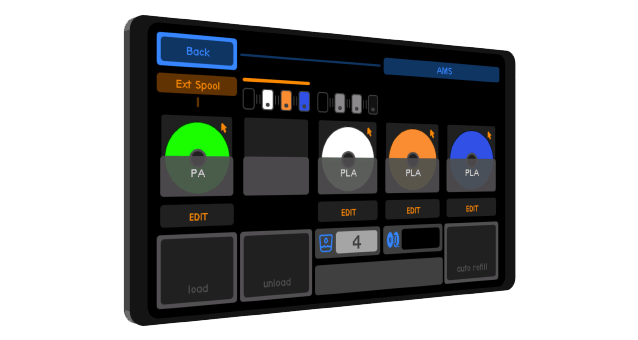 Back
AMS
Ext Spool
PA
PLA
PLA
PLA
EDIT
EDIT
EDIT
EDIT
load
unload
4
auto refill